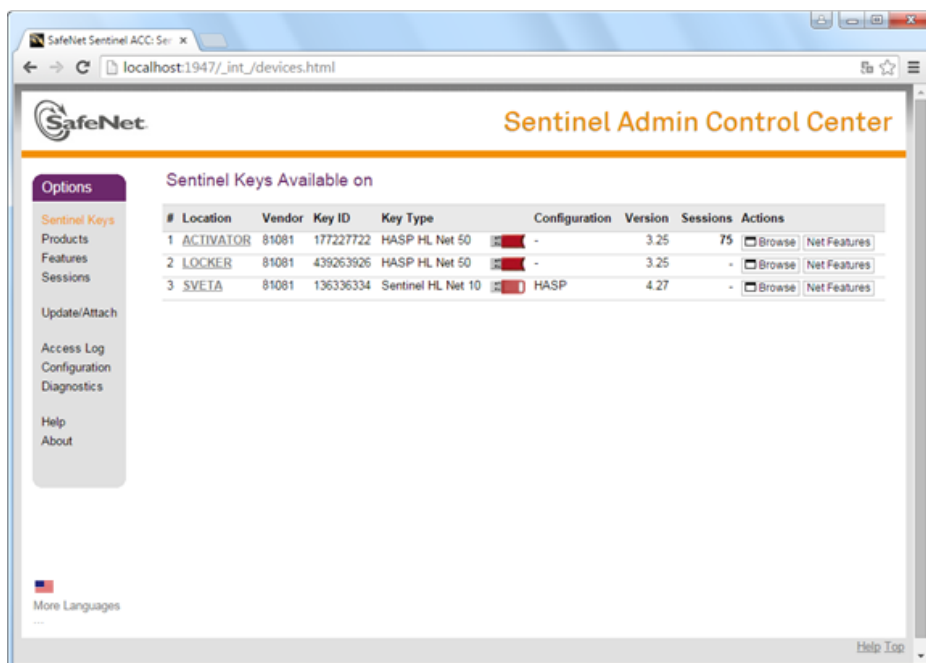 SafeNet Sentinel ACC: Ser
localhost:1947/_int_/devices.html
SafeNet.
Sentinel Admin Control Center
Options
Sentinel Keys
Products
Features
Sessions
Update/Attach
Access Log
Configuration
Diagnostics
Help
About
Sentinel Keys Available on
# Location Vendor Key ID Key Type Configuration Version Sessions Actions
1 ACTIVATOR 81081 177227722 HASP HL Net 50 - 3.25 75 Browse Net Features
2 LOCKER 81081 439263926 HASP HL Net 50 - 3.25 - Browse Net Features
3 SVETA 81081 136336334 Sentinel HL Net 10 HASP 4.27 - Browse Net Features
More Languages
...
Help Top